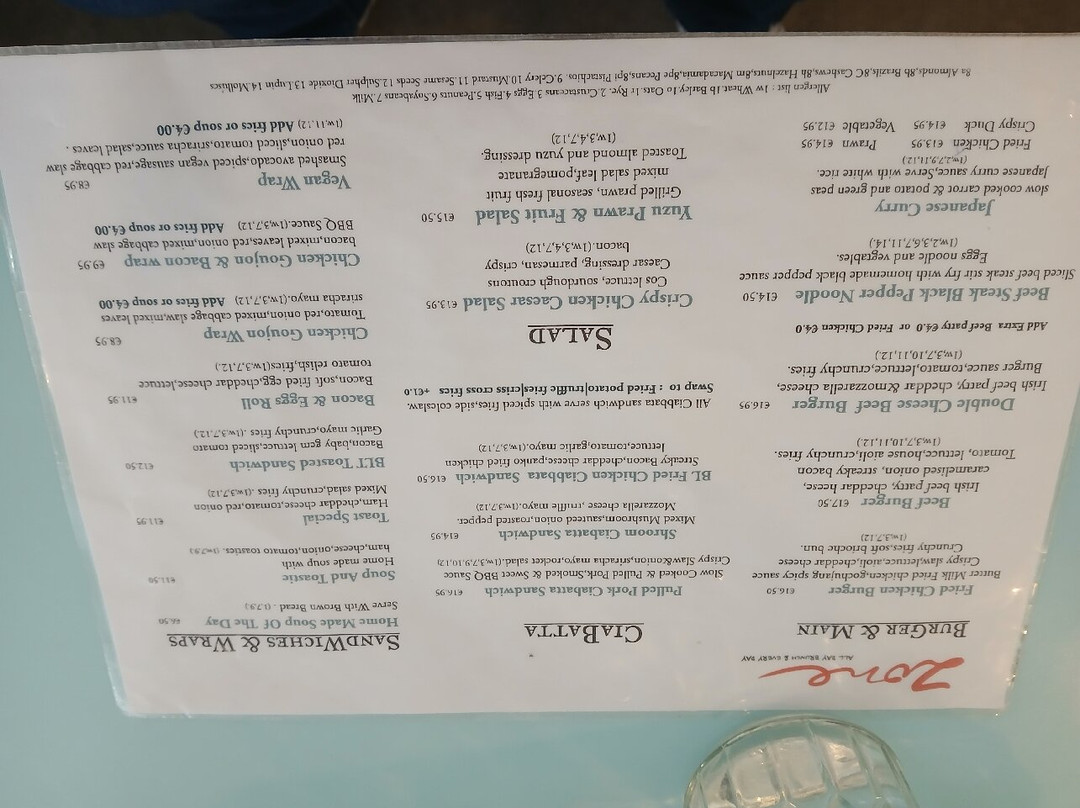 Zone
ALL DAY BRUNCH & EVERY DAY
BURGER & MAIN
Fried Chicken Burger €16.50
Butter Milk Fried chicken,gochujang spicy sauce
Crispy slaw,lettuce,aioli,cheddar cheese
Crunchy fries,soft brioche bun.
(1w,3,7,12)
Beef Burger €17.50
Irish beef patty, cheddar heese,
caramelised onion, streaky bacon
Tomato, lettuce,house aioli,crunchy fries.
(1w,3,7,10,11,12.)
Double Cheese Beef Burger €16.95
Irish beef patty, cheddar &mozzarella cheese,
Burger sauce,tomato,lettuce,crunchy fries.
(1w,3,7,10,11,12.)
Add Extra Beef patty €4.0 or Fried Chicken €4.0
Beef Steak Black Pepper Noodle €14.50
Sliced beef steak stir fry with homemade black pepper sauce
Eggs noodle and vegetables.
(1w,2,3,6,7,11,14.)
Japanese Curry
slow cooked carrot & potato and green peas
Japanese curry sauce,Serve with white rice.
(1w,2,7,9,11,12)
Fried Chicken €13.95 Prawn €14.95
Crispy Duck €14.95 Vegetable €12.95
CIABATTA
Pulled Pork Ciabatta Sandwich €16.95
Slow Cooked & Pulled Pork,Smoked & Sweet BBQ Sauce
Crispy Slaw&onion,sriracha mayo,rocket salad.(1w,3,7,9,10,12)
Shroom Ciabatta Sandwich €14.95
Mixed Mushroom,sauteed onion,roasted pepper.
Mozzarella cheese ,truffle mayo.(1w,3,7,12)
BL Fried Chicken Ciabbata Sandwich €16.50
Streaky Bacon,cheddar cheese,panko fried chicken
lettuce,tomato,garlic mayo.(1w,3,7,12)
All Ciabbata sandwich serve with spiced fries,side coleslaw.
Swap to : Fried potato|truffle fries|criss cross fries +€1.0
SALAD
Crispy Chicken Caesar Salad €13.95
Cos lettuce, sourdough croutons
Caesar dressing, parmesan, crispy
bacon.(1w,3,4,7,12)
Yuzu Prawn & Fruit Salad €15.50
Grilled prawn, seasonal fresh fruit
mixed salad leaf,pomegranate
Toasted almond and yuzu dressing.
(1w,3,4,7,12)
SANDWICHES & WRAPS
Home Made Soup Of The Day €6.50
Serve With Brown Bread
Soup And Toastie €11.50
Home made soup with
ham,cheese,onion,tomato toasties.
Toast Special €11.95
Ham,cheddar cheese,tomato,red onion
Mixed salad,crunchy fries .(1w,3,7,12)
BLT Toasted Sandwich €12.50
Bacon,baby gem lettuce,sliced tomato
Garlic mayo,crunchy fries .(1w,3,7,12.)
Bacon & Eggs Roll €11.95
Bacon,soft fried egg,cheddar cheese,lettuce
tomato relish,fries(1w,3,7,12.)
Chicken Goujon Wrap €8.95
Tomato,red onion,mixed cabbage slaw,mixed leaves
sriracha mayo.(1w,3,7,12) Add fries or soup €4.00
Chicken Goujon & Bacon wrap €9.95
bacon,mixed leaves,red onion,mixed cabbage slaw
BBQ Sauce.(1w,3,7,12) Add fries or soup €4.00
Vegan Wrap €8.95
Smashed avocado,spiced vegan sausage,red cabbage slaw
red onion,sliced tomato,sracha sauce,salad leaves .
(1w,11,12) Add fries or soup €4.00
Allergen list : 1w Wheat 1b Barley.1o Oats.1r Rye. 2.Crustaceans 3 Eggs 4.Fish 5.Peanuts 6.Soyabeans 7.Milk
8a Almonds,8b Brazils,8C Cashews,8h Hazelnuts,8m Macadamia,8pe Pecans,8pi Pistachios. 9.Celery 10.Mustard 11.Sesame Seeds 12.Sulpher Dioxide 13 Lupin 14.Molluscs